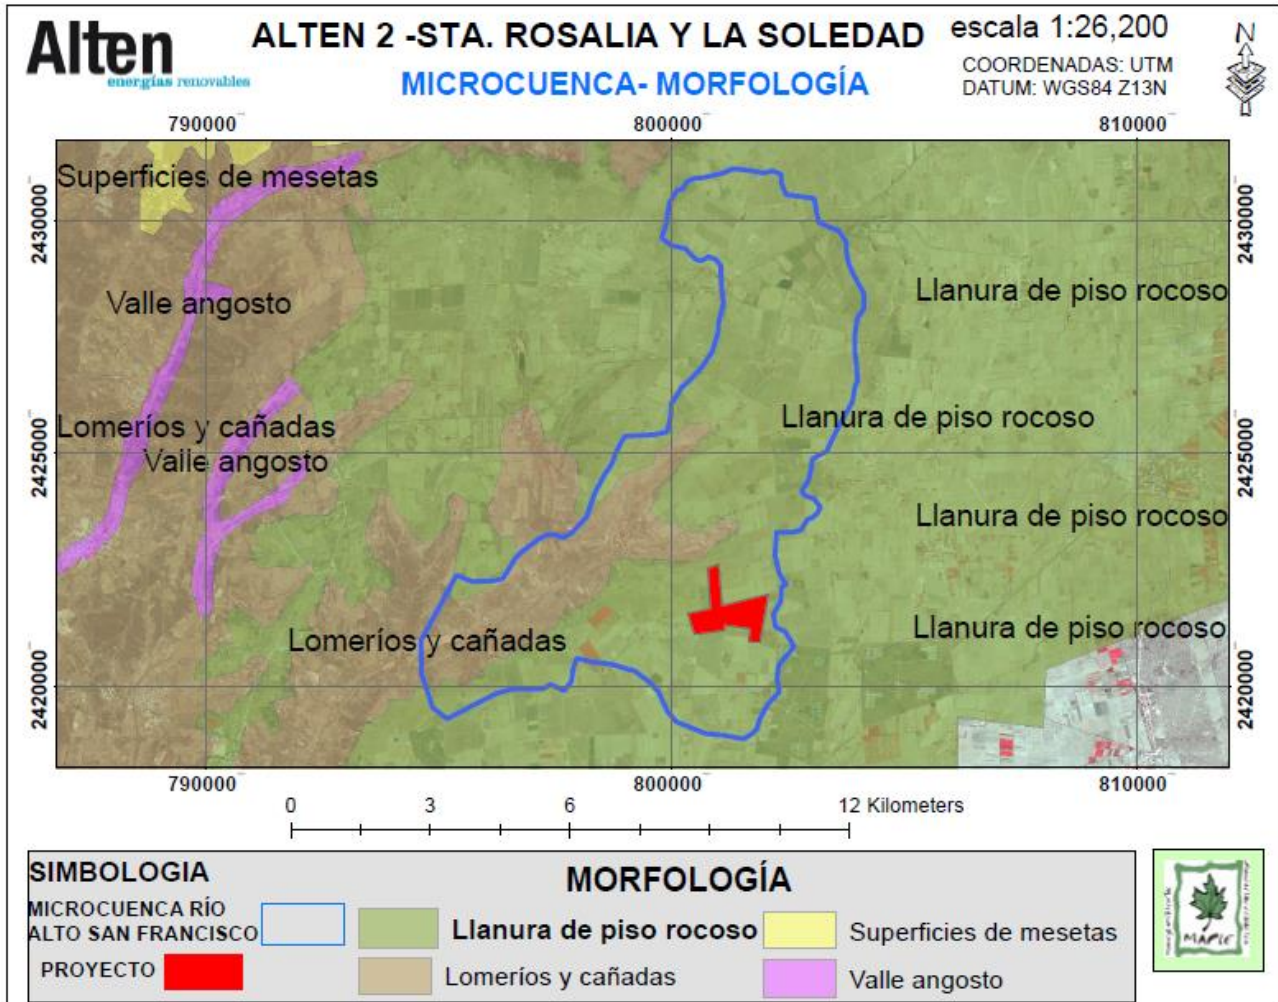 Alten
energías renovables
ALTEN 2 -STA. ROSALIA Y LA SOLEDAD
MICROCUENCA- MORFOLOGÍA
escala 1:26,200
COORDENADAS: UTM
DATUM: WGS84 Z13N
N
790000
800000
810000
Superficies de mesetas
2430000
2430000
Valle angosto
Llanura de piso rocoso
Lomeríos y cañadas
Llanura de piso rocoso
Valle angosto
2425000
2425000
Llanura de piso rocoso
Lomeríos y cañadas
Llanura de piso rocoso
2420000
2420000
790000
800000
810000
0 3 6 12 Kilometers
SIMBOLOGIA
MICROCUENCA RÍO
ALTO SAN FRANCISCO
PROYECTO
MORFOLOGÍA
Llanura de piso rocoso
Superficies de mesetas
Lomeríos y cañadas
Valle angosto
MAPLE